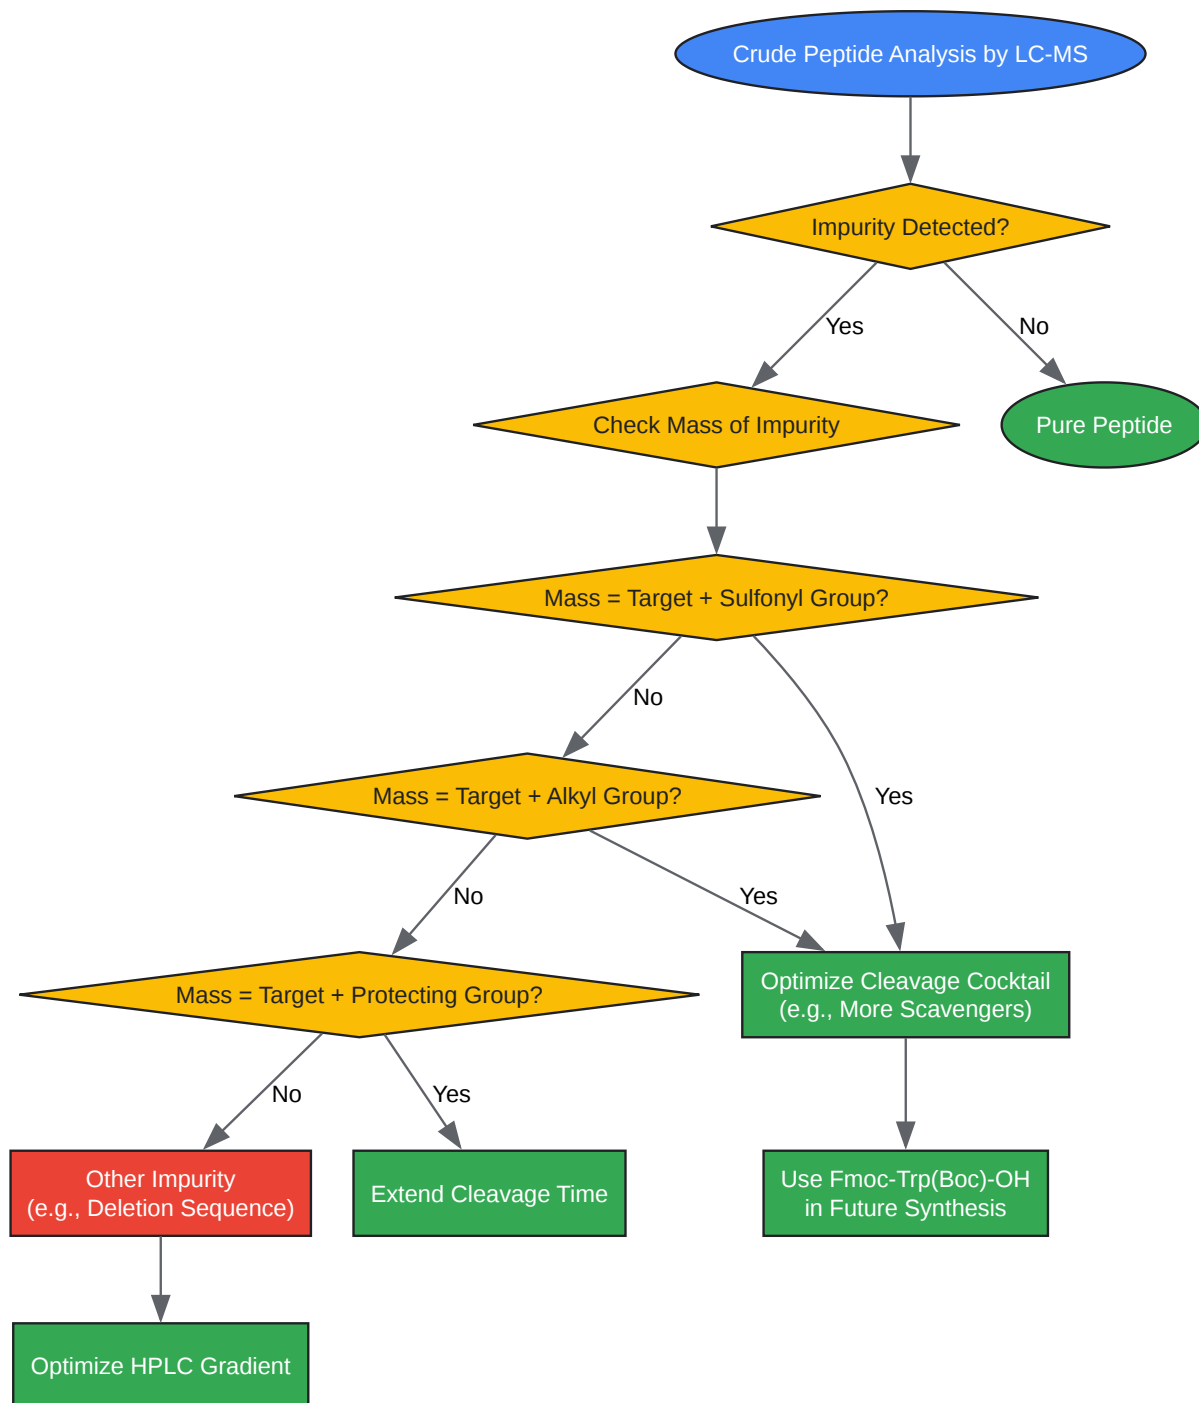 Crude Peptide Analysis by LC-MS
Impurity Detected?
Yes
No
Check Mass of Impurity
Pure Peptide
Mass = Target + Sulfonyl Group?
No
Mass = Target + Alkyl Group?
Yes
No
Yes
Mass = Target + Protecting Group?
Optimize Cleavage Cocktail
(e.g., More Scavengers)
No
Yes
Other Impurity
(e.g., Deletion Sequence)
Extend Cleavage Time
Use Fmoc-Trp(Boc)-OH
in Future Synthesis
Optimize HPLC Gradient